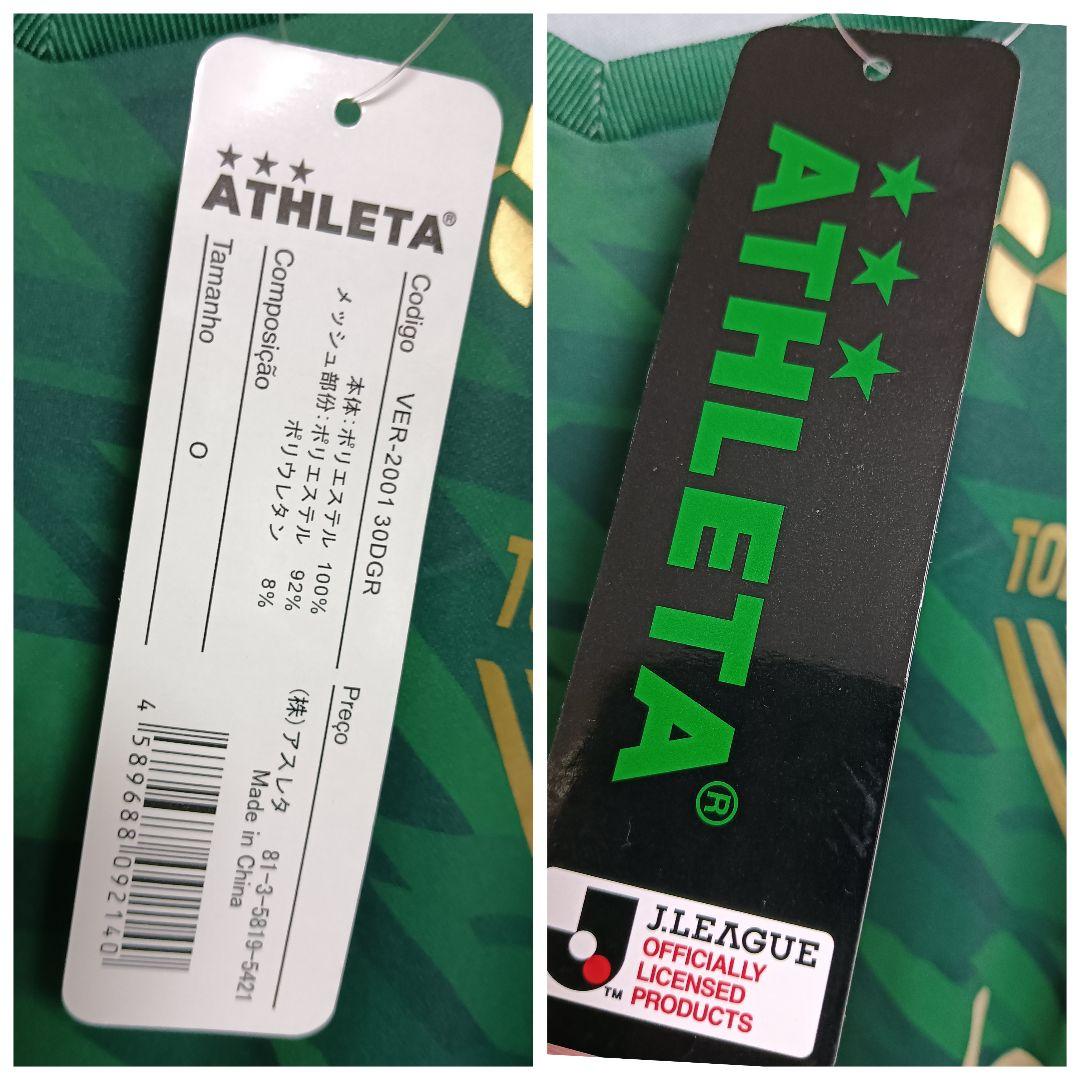 ★★★
ATHLETA®
Codigo VER-2001 30DGR
本体:ポリエステル 100%
メッシュ部份:ポリエステル 92%
ポリウレタン 8%
Composição
Tamanho O
Preço
(株)アスレタ 81-3-5819-5421
Made in China
4589688092140
★★★
ATHLETA®
J.LEAGUE
OFFICIALLY
LICENSED
PRODUCTS
TM